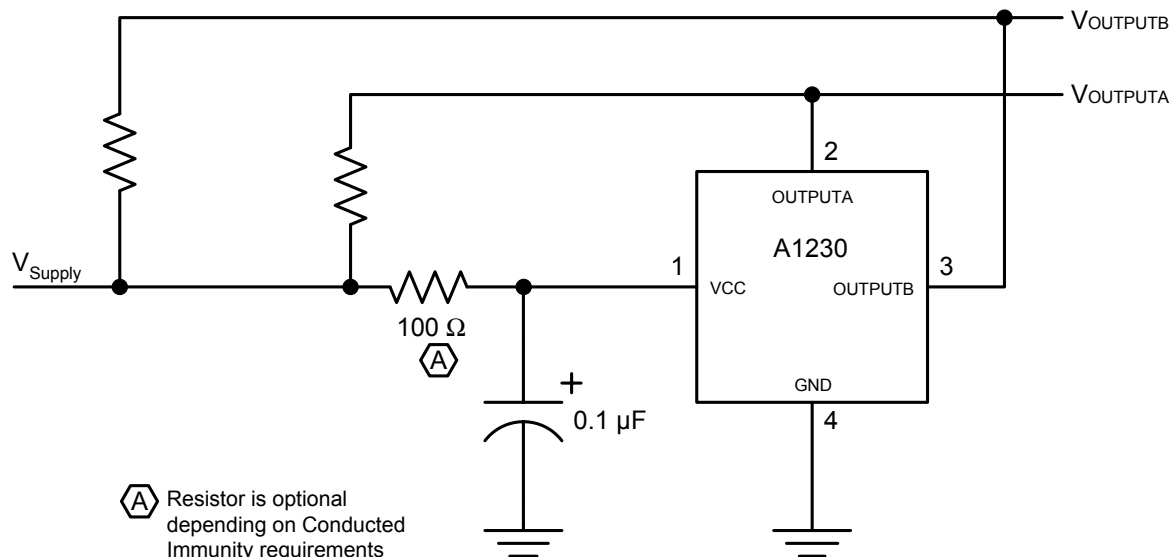 VOUTPUTB
VOUTPUTA
2
OUTPUTA
A1230
VSupply
1
3
VCC
OUTPUTB
100 Ω
A
GND
+
0.1 µF
4
A Resistor is optional
depending on Conducted
Immunity requirements